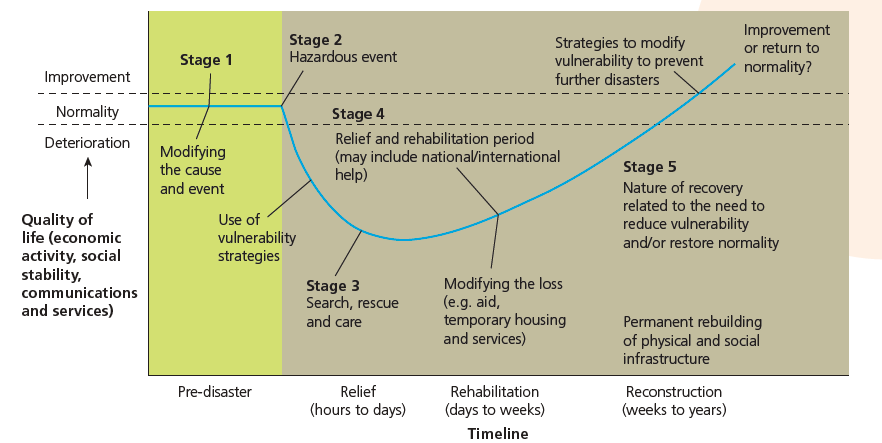 Improvement
Normality
Deterioration
Quality of
life (economic
activity, social
stability,
communications
and services)
Stage 1
Modifying
the cause
and event
Stage 2
Hazardous event
Use of
vulnerability
strategies
Stage 3
Search, rescue
and care
Stage 4
Relief and rehabilitation period
(may include national/international
help)
Modifying the loss
(e.g. aid,
temporary housing
and services)
Strategies to modify
vulnerability to prevent
further disasters
Improvement
or return to
normality?
Stage 5
Nature of recovery
related to the need to
reduce vulnerability
and/or restore normality
Permanent rebuilding
of physical and social
infrastructure
Pre-disaster
Relief
(hours to days)
Rehabilitation
(days to weeks)
Reconstruction
(weeks to years)
Timeline